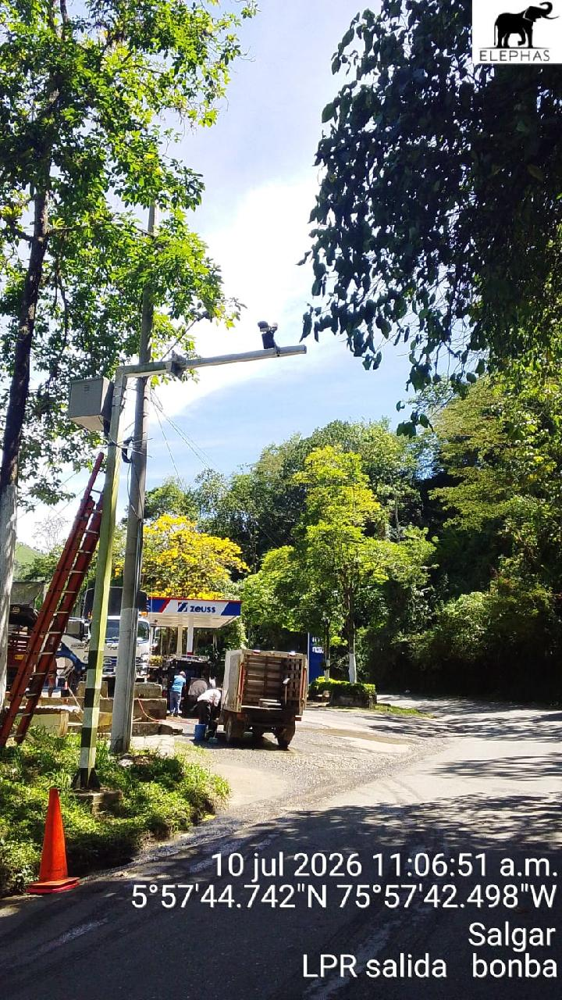 ELEPHAS
zeuss
10 jul 2026 11:06:51 a.m.
5°57'44.742"N 75°57'42.498"W
Salgar
LPR salida bonba